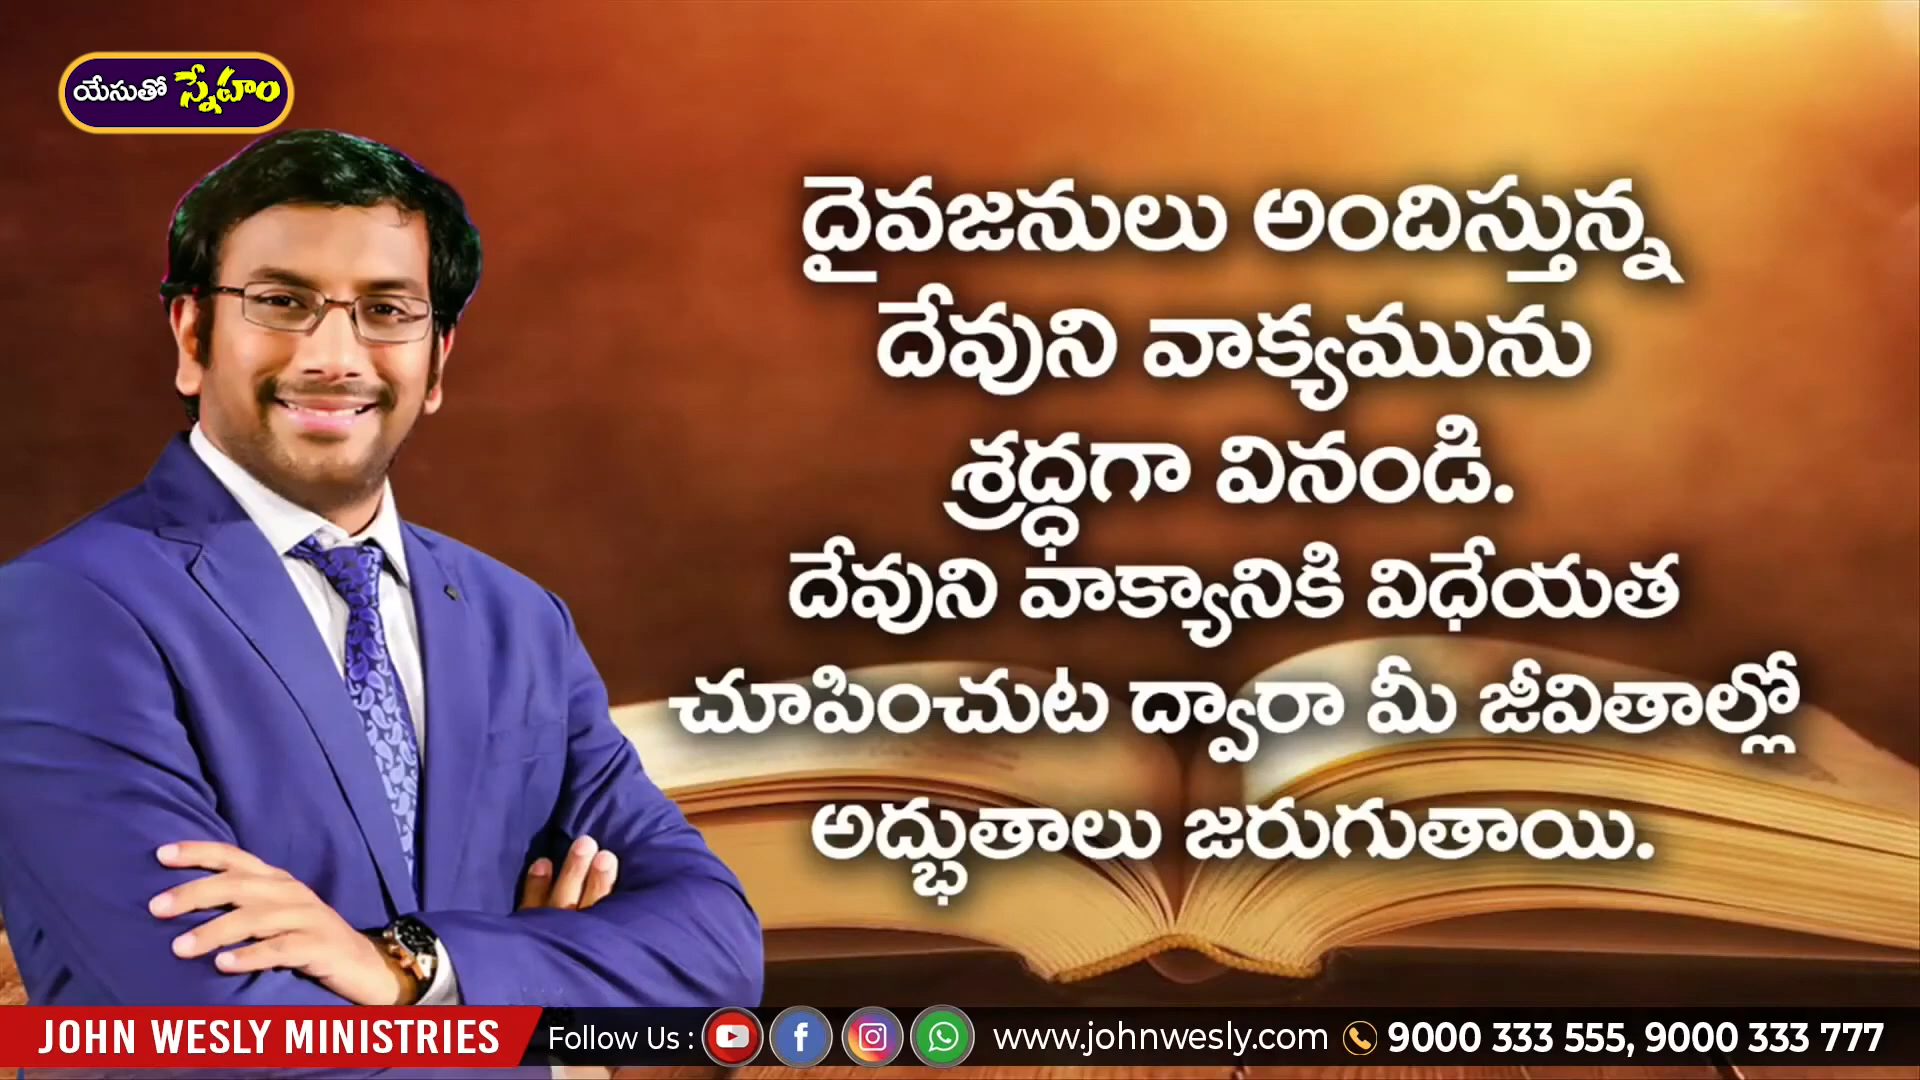 యేసుతో స్నేహం
దైవజనులు అందిస్తున్న
దేవుని వాక్యమును
శ్రద్ధగా వినండి.
దేవుని వాక్యానికి విధేయత
చూపించుట ద్వారా మీ జీవితాల్లో
అద్భుతాలు జరుగుతాయి.
JOHN WESLY MINISTRIES Follow Us : www.johnwesly.com 9000 333 555, 9000 333 777